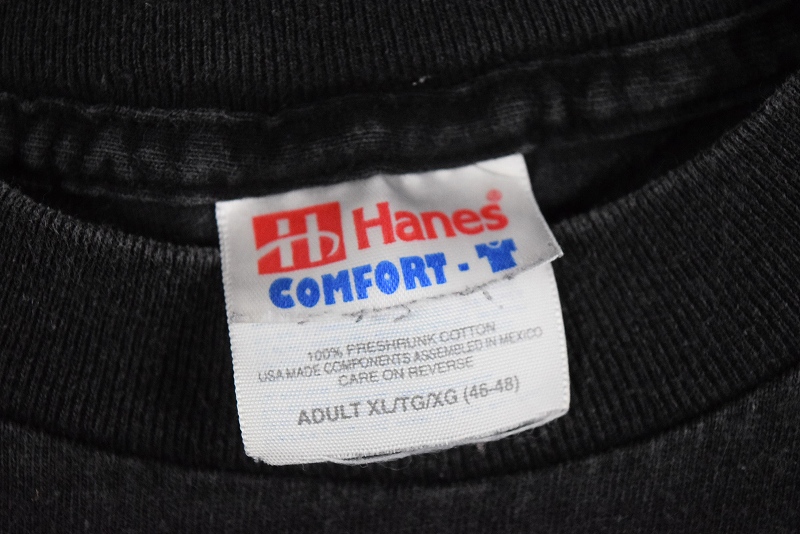 Hanes®
COMFORT -
100% PRESHRUNK COTTON
USA MADE COMPONENTS ASSEMBLED IN MEXICO
CARE ON REVERSE
ADULT XL/TG/XG (46-48)